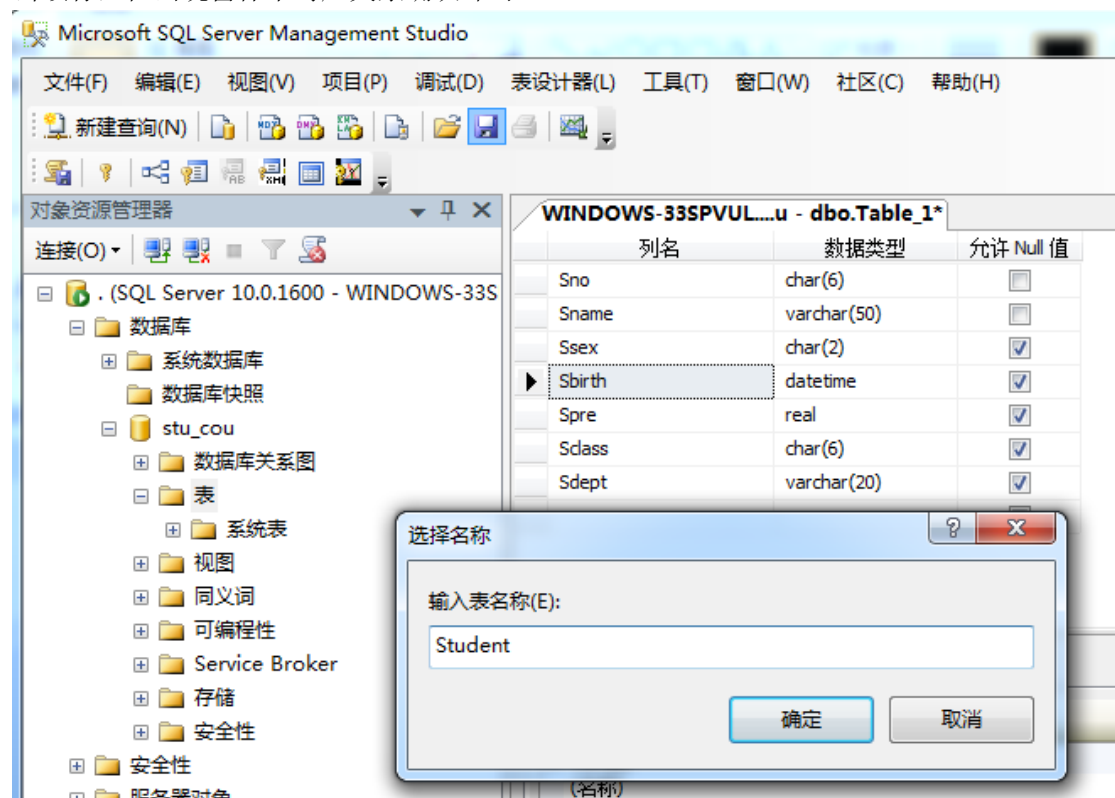 Microsoft SQL Server Management Studio
文件(F) 编辑(E) 视图(V) 项目(P) 调试(D) 表设计器(L) 工具(T) 窗口(W) 社区(C) 帮助(H)
新建查询(N)
对象资源管理器
连接(O)
. (SQL Server 10.0.1600 - WINDOWS-33S
数据库
系统数据库
数据库快照
stu_cou
数据库关系图
表
系统表
视图
同义词
可编程性
Service Broker
存储
安全性
安全性
服务器对象
WINDOWS-33SPVUL....u - dbo.Table_1*
列名 数据类型 允许 Null 值
Sno char(6)
Sname varchar(50)
Ssex char(2)
Sbirth datetime
Spre real
Sclass char(6)
Sdept varchar(20)
选择名称
输入表名称(E):
Student
确定 取消
(名称)